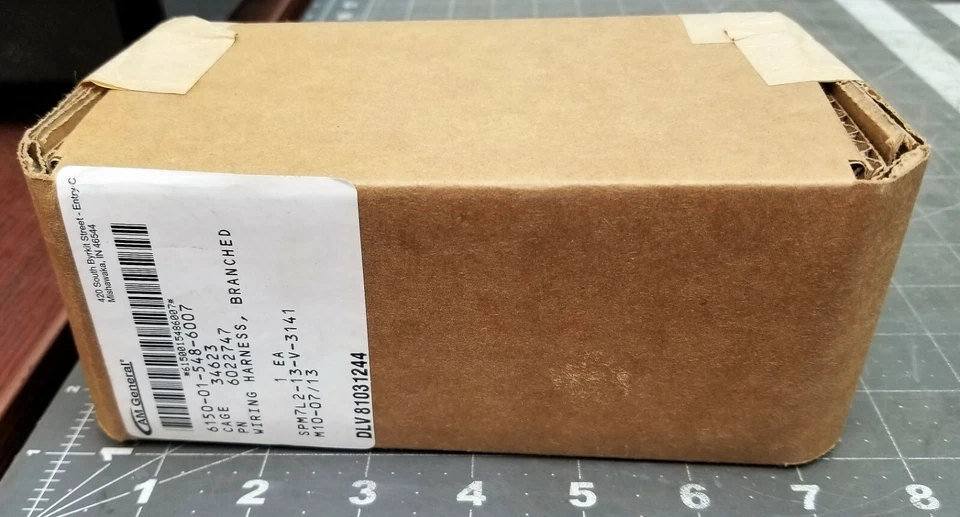 AM General®
420 South Byrkit Street - Entry C
Mishawaka, IN 46544
*6150015486007*
6150-01-548-6007
CAGE 34623
PN 6022747
WIRING HARNESS, BRANCHED
1 EA
SPM7L2-13-V-3141
M10-07/13
DLV81031244
1
1 2 3 4 5 6 7 8